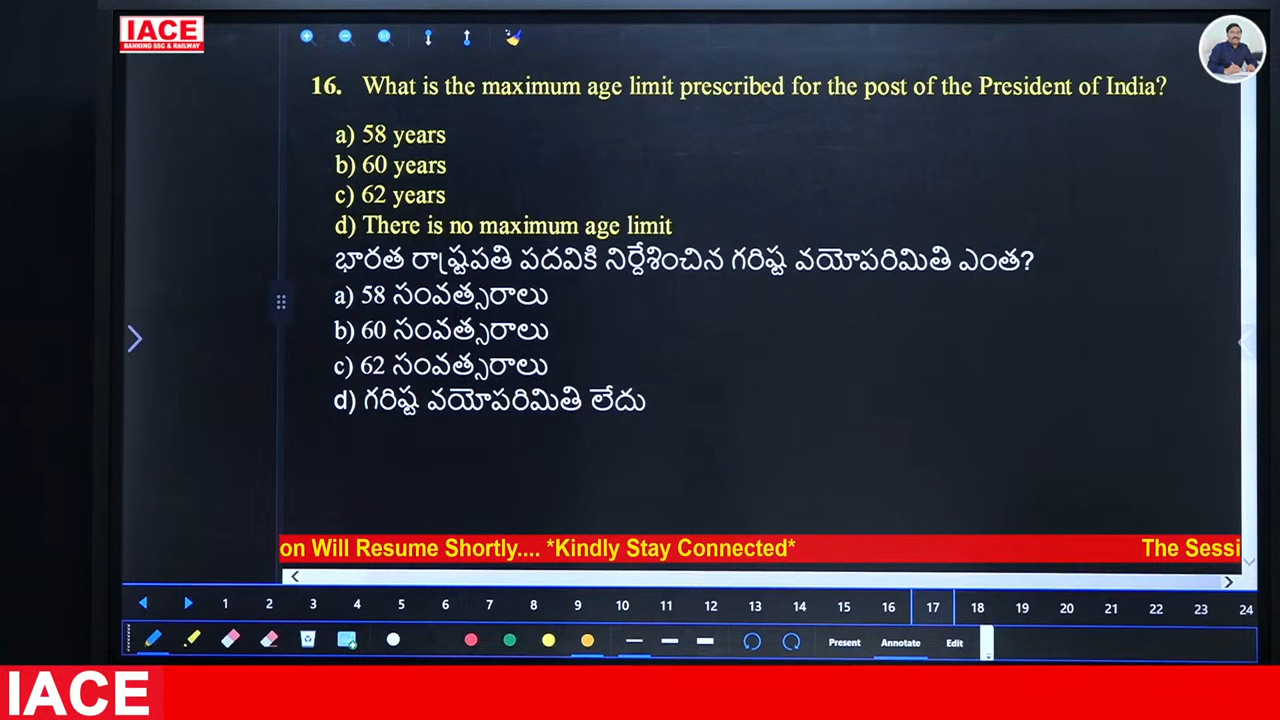 IACE
BANKING SSC & RAILWAY
16. What is the maximum age limit prescribed for the post of the President of India?
a) 58 years
b) 60 years
c) 62 years
d) There is no maximum age limit
భారత రాష్ట్రపతి పదవికి నిర్దేశించిన గరిష్ట వయోపరిమితి ఎంత?
a) 58 సంవత్సరాలు
b) 60 సంవత్సరాలు
c) 62 సంవత్సరాలు
d) గరిష్ట వయోపరిమితి లేదు
on Will Resume Shortly.... *Kindly Stay Connected* The Sessi
1 2 3 4 5 6 7 8 9 10 11 12 13 14 15 16 17 18 19 20 21 22 23 24
Present Annotate Edit
IACE